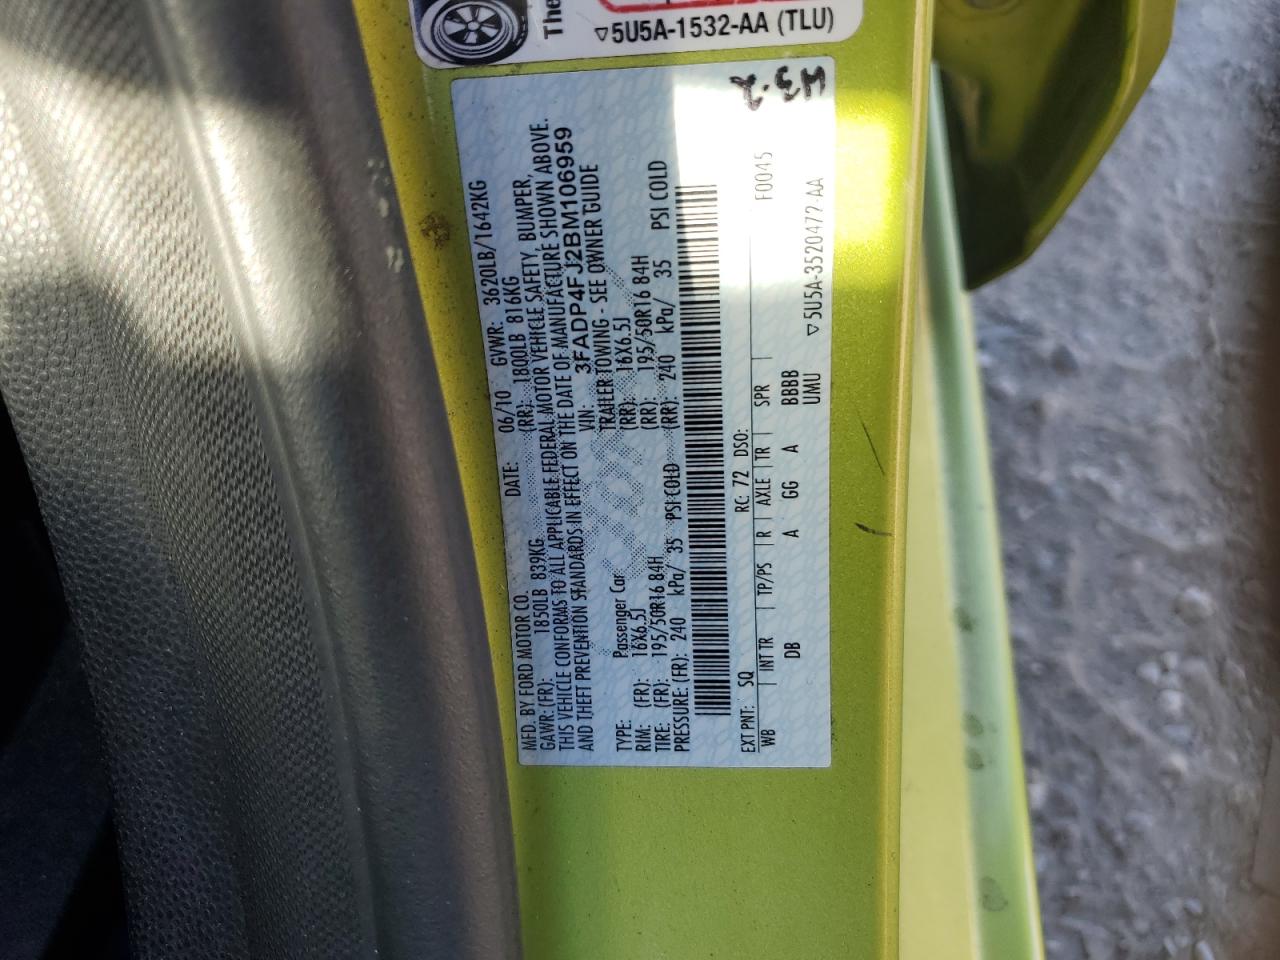 The
▽5U5A-1532-AA (TLU)
W3-2
MFD. BY FORD MOTOR CO. DATE: 06/10 GVWR: 3620LB/1642KG
GAWR: (FR): 1850LB 839KG (RR): 1800LB 816KG
THIS VEHICLE CONFORMS TO ALL APPLICABLE FEDERAL MOTOR VEHICLE SAFETY, BUMPER,
AND THEFT PREVENTION STANDARDS IN EFFECT ON THE DATE OF MANUFACTURE SHOWN ABOVE.
VIN: 3FADP4FJ2BM106959
TYPE: Passenger Car TRAILER TOWING - SEE OWNER GUIDE
RIM: (FR): 16X6.5J (RR): 16X6.5J
TIRE: (FR): 195/50R16 84H (RR): 195/50R16 84H
PRESSURE: (FR): 240 kPa/ 35 PSI COLD (RR): 240 kPa/ 35 PSI COLD
EXT PNT: SQ RC: 72 DSO: F0045
WB | INT TR | TP/PS | R | AXLE | TR | SPR |
DB A GG A BBBB
UMU ▽5U5A-3520472-AA